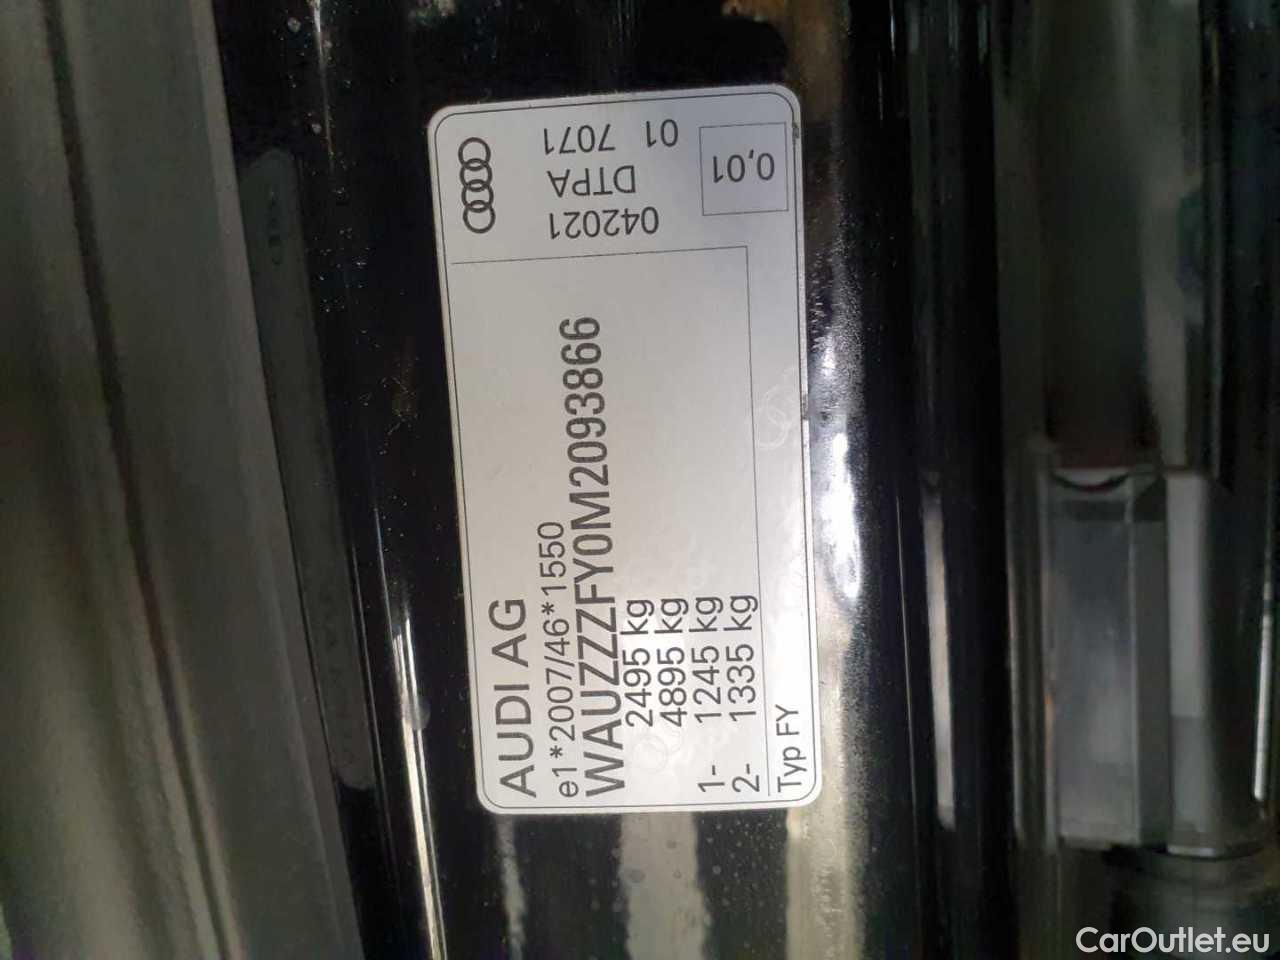 AUDI AG
e1*2007/46*1550
WAUZZZFY0M2093866
2495 kg
4895 kg
1- 1245 kg
2- 1335 kg
Typ FY
042021
DTPA
01 7071
0,01
CarOutlet.eu